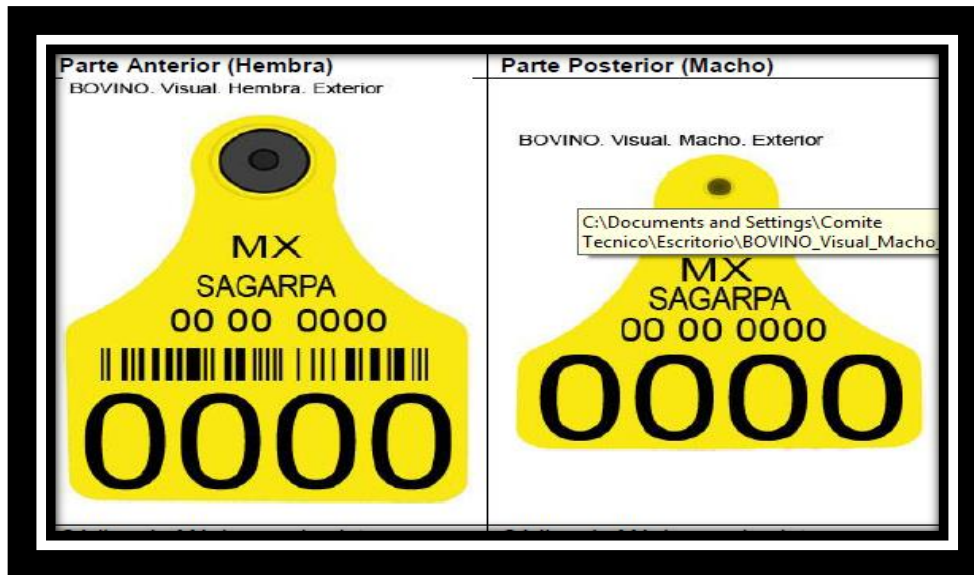 Parte Anterior (Hembra)
BOVINO. Visual. Hembra. Exterior
MX
SAGARPA
00 00 0000
0000
Parte Posterior (Macho)
BOVINO. Visual. Macho. Exterior
C:\Documents and Settings\Comite
Tecnico\Escritorio\BOVINO_Visual_Macho_
MX
SAGARPA
00 00 0000
0000